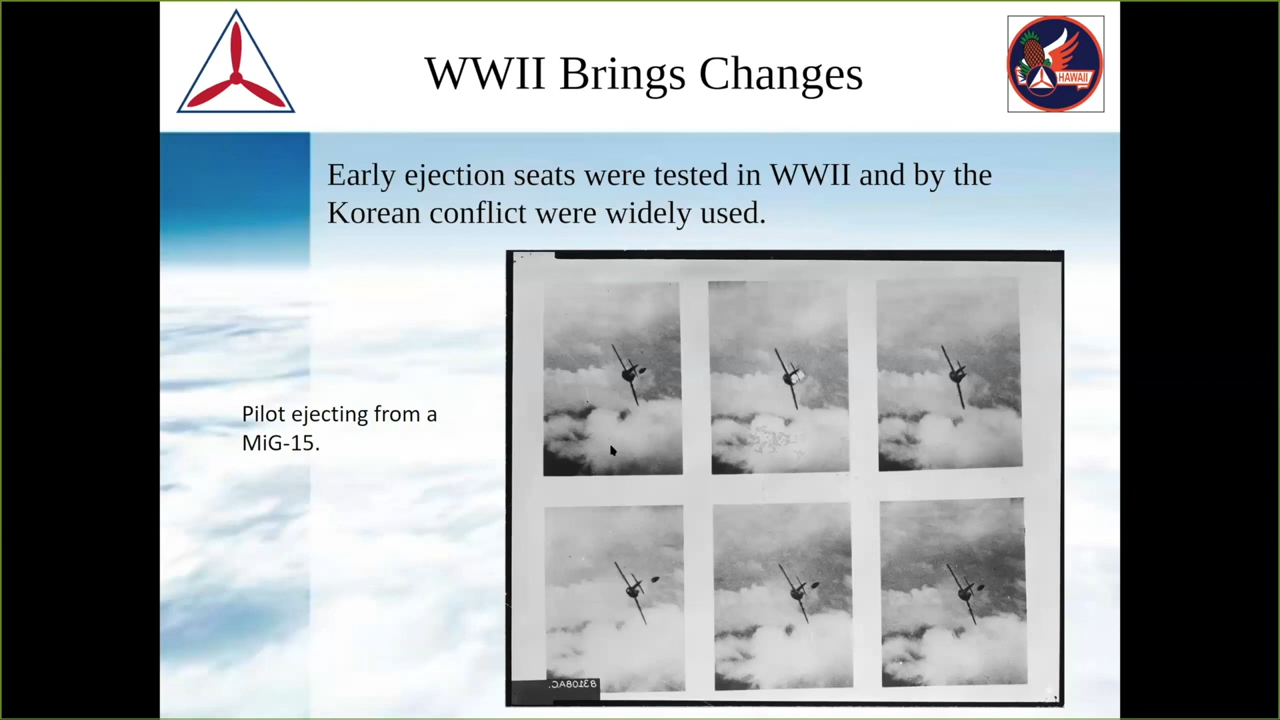 WWII Brings Changes
HAWAII
Early ejection seats were tested in WWII and by the
Korean conflict were widely used.
Pilot ejecting from a
MiG-15.
83108AC.